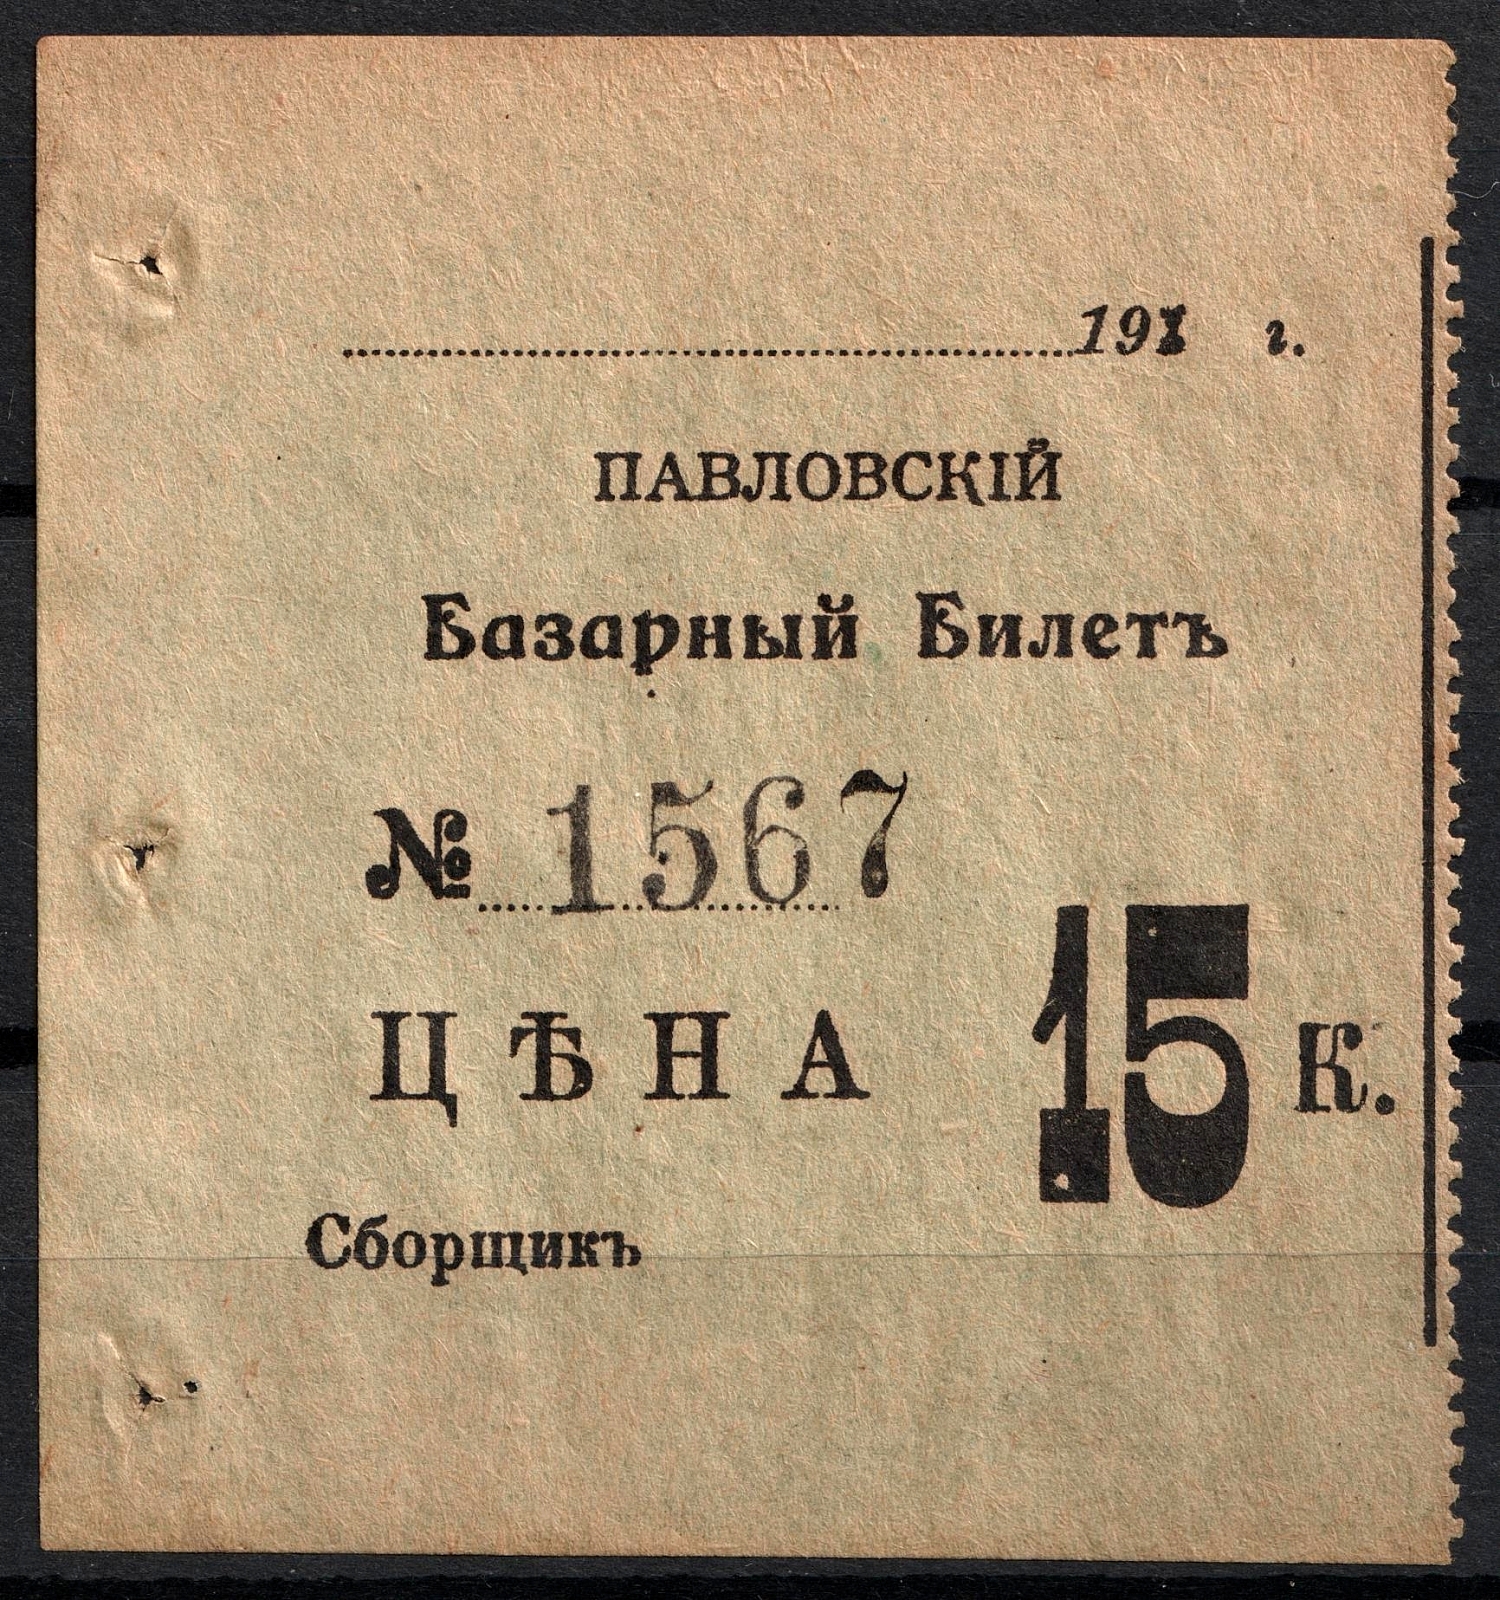 191 г.
ПАВЛОВСКІЙ
Базарный Билетъ
№ 1567
ЦѢНА 15 К.
Сборщикъ